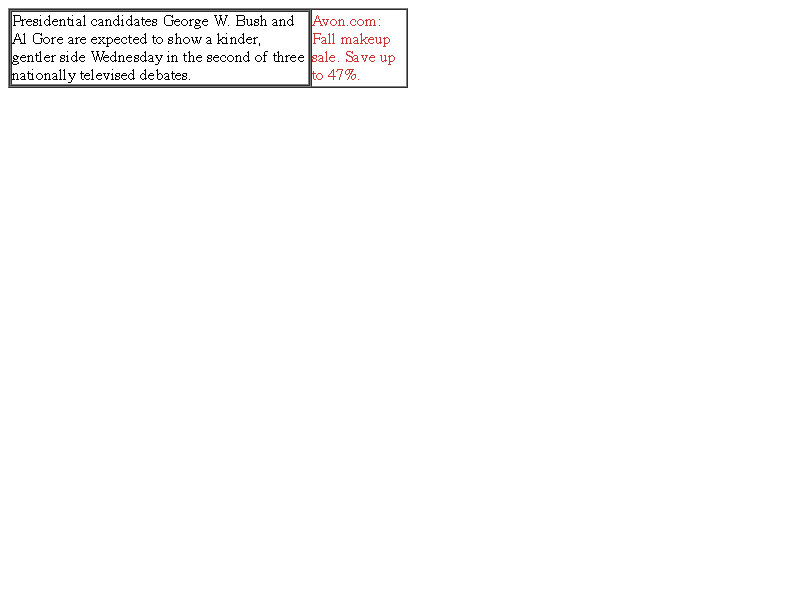 Presidential candidates George W. Bush and
Al Gore are expected to show a kinder,
gentler side Wednesday in the second of three
nationally televised debates.
Avon.com:
Fall makeup
sale. Save up
to 47%.